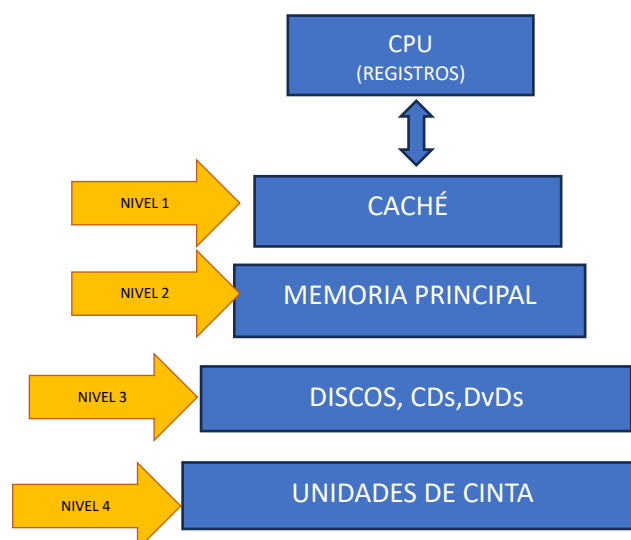 CPU
(REGISTROS)
NIVEL 1
CACHÉ
NIVEL 2
MEMORIA PRINCIPAL
NIVEL 3
DISCOS, CDs,DvDs
NIVEL 4
UNIDADES DE CINTA